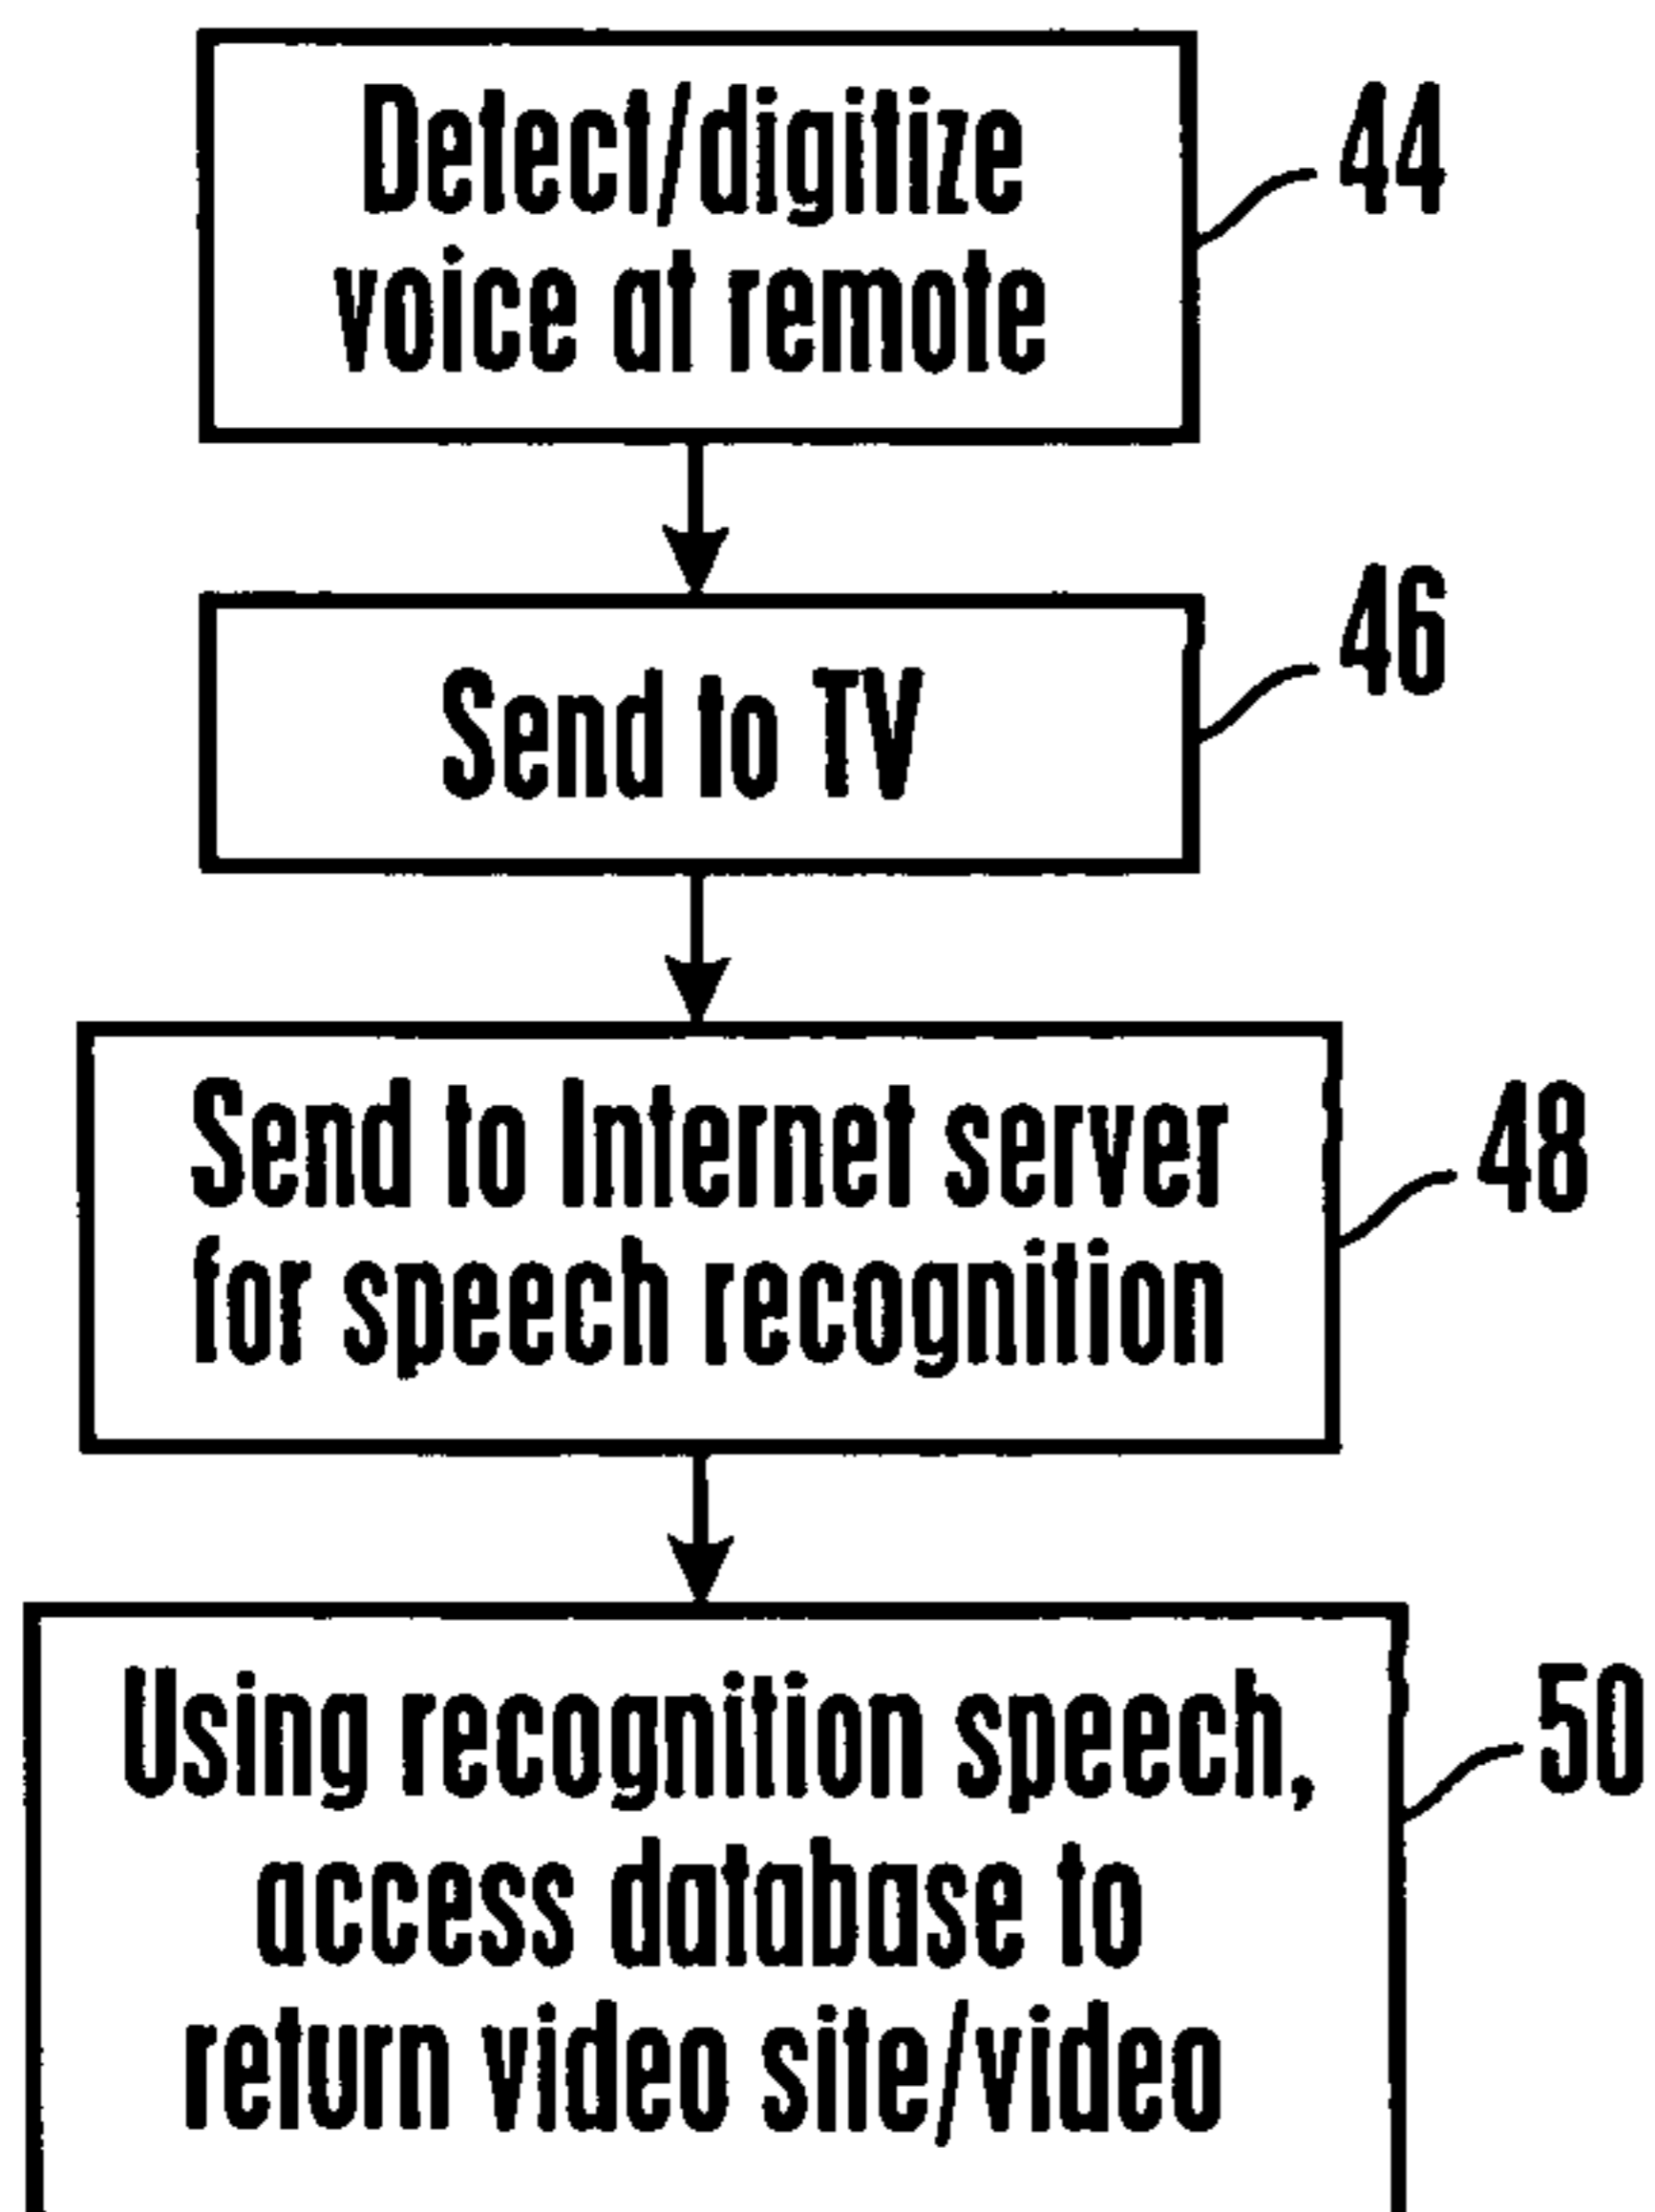 Detect/digitize
voice at remote
44
Send to TV
46
Send to Internet server
for speech recognition
48
Using recognition speech,
access database to
return video site/video
50